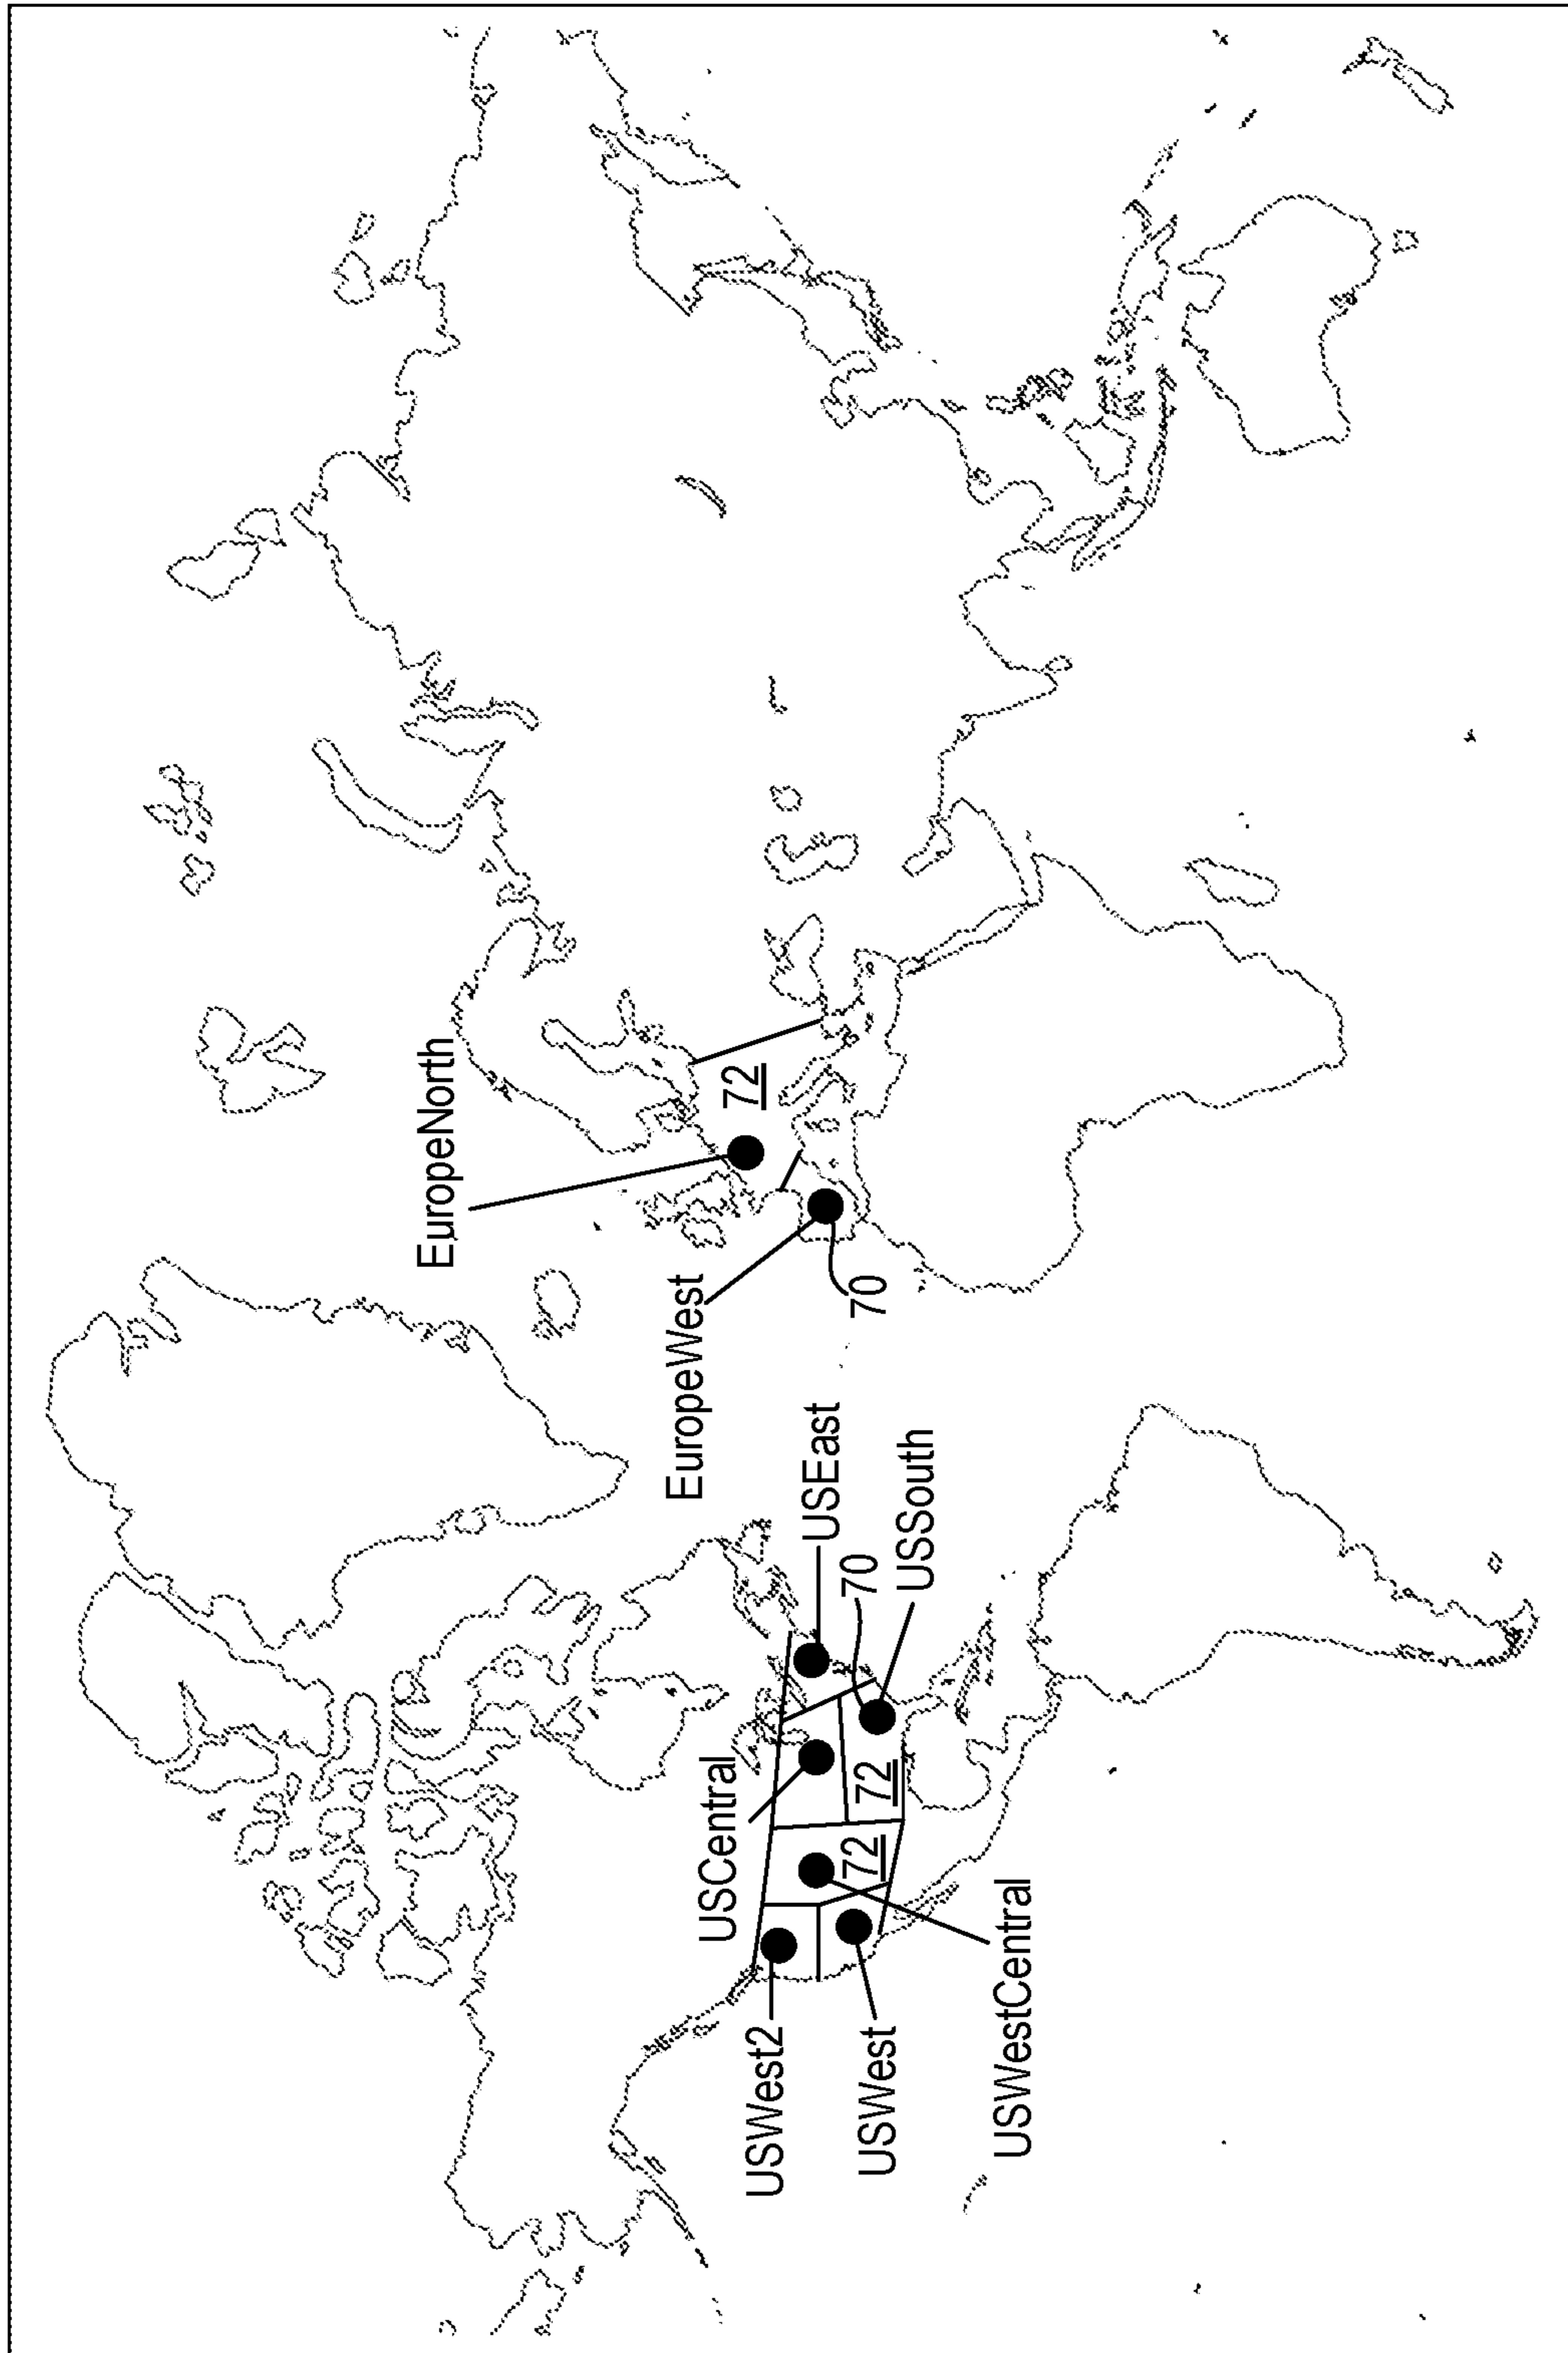 EuropeNorth
72
EuropeWest
70
USEast
70
USSouth
USCentral
72
72
USWest2
USWest
USWestCentral